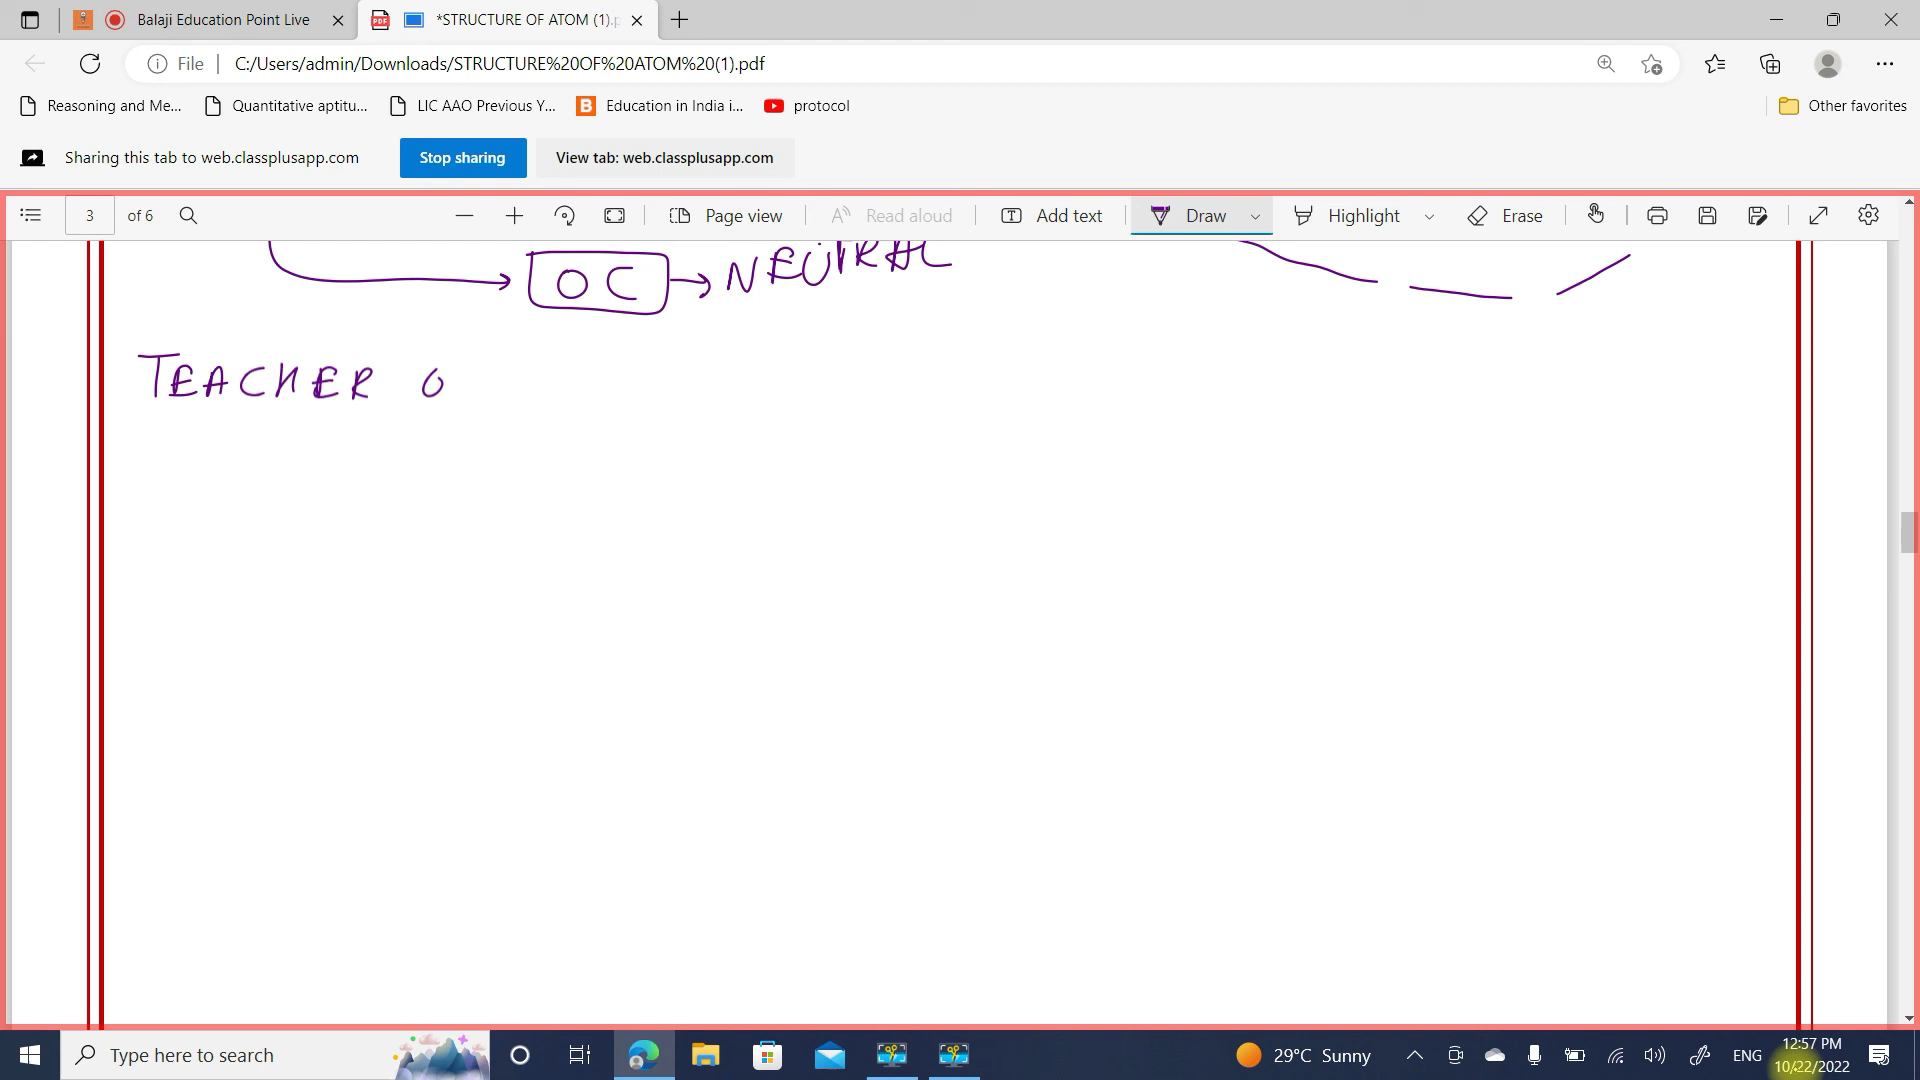 Balaji Education Point Live
*STRUCTURE OF ATOM (1).p
File
C:/Users/admin/Downloads/STRUCTURE%20OF%20ATOM%20(1).pdf
Reasoning and Me...
Quantitative aptitu...
LIC AAO Previous Y...
Education in India i...
protocol
Other favorites
Sharing this tab to web.classplusapp.com
Stop sharing
View tab: web.classplusapp.com
3 of 6
Page view
Read aloud
Add text
Draw
Highlight
Erase
O C → NEUTRAL
TEACHER O
Type here to search
29°C Sunny
ENG
12:57 PM
10/22/2022